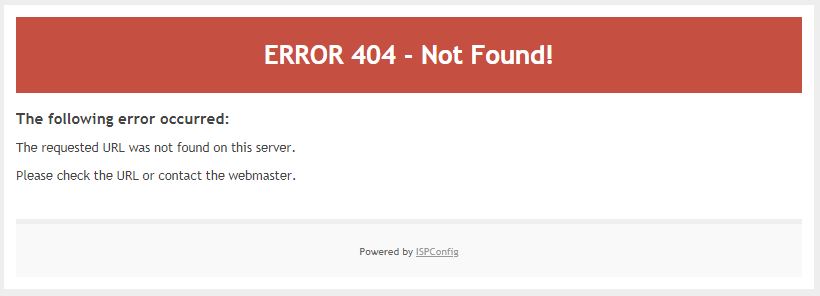 ERROR 404 - Not Found!
The following error occurred:
The requested URL was not found on this server.
Please check the URL or contact the webmaster.
Powered by ISPConfig